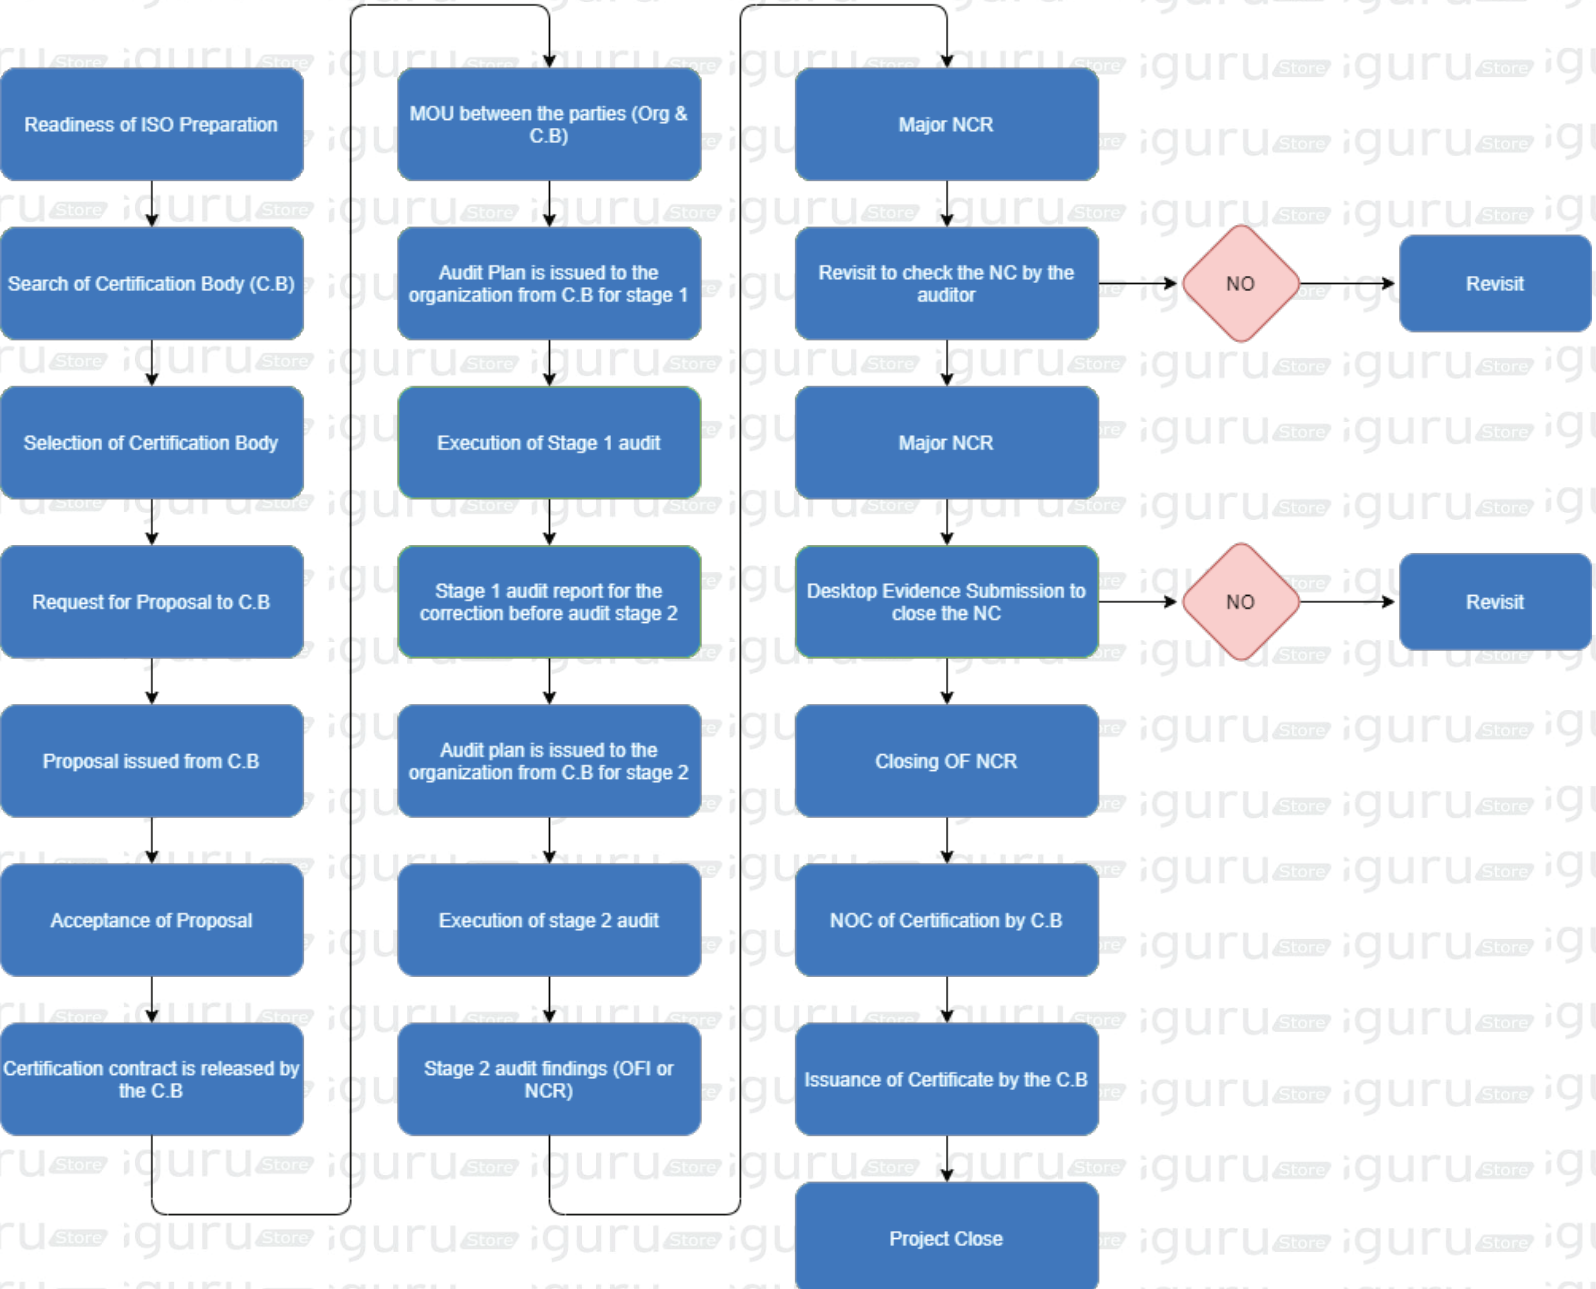 Readiness of ISO Preparation
Search of Certification Body (C.B)
Selection of Certification Body
Request for Proposal to C.B
Proposal issued from C.B
Acceptance of Proposal
Certification contract is released by
the C.B
MOU between the parties (Org &
C.B)
Audit Plan is issued to the
organization from C.B for stage 1
Execution of Stage 1 audit
Stage 1 audit report for the
correction before audit stage 2
Audit plan is issued to the
organization from C.B for stage 2
Execution of stage 2 audit
Stage 2 audit findings (OFI or
NCR)
Major NCR
Revisit to check the NC by the
auditor
NO
Revisit
Major NCR
Desktop Evidence Submission to
close the NC
NO
Revisit
Closing OF NCR
NOC of Certification by C.B
Issuance of Certificate by the C.B
Project Close
iguru Store